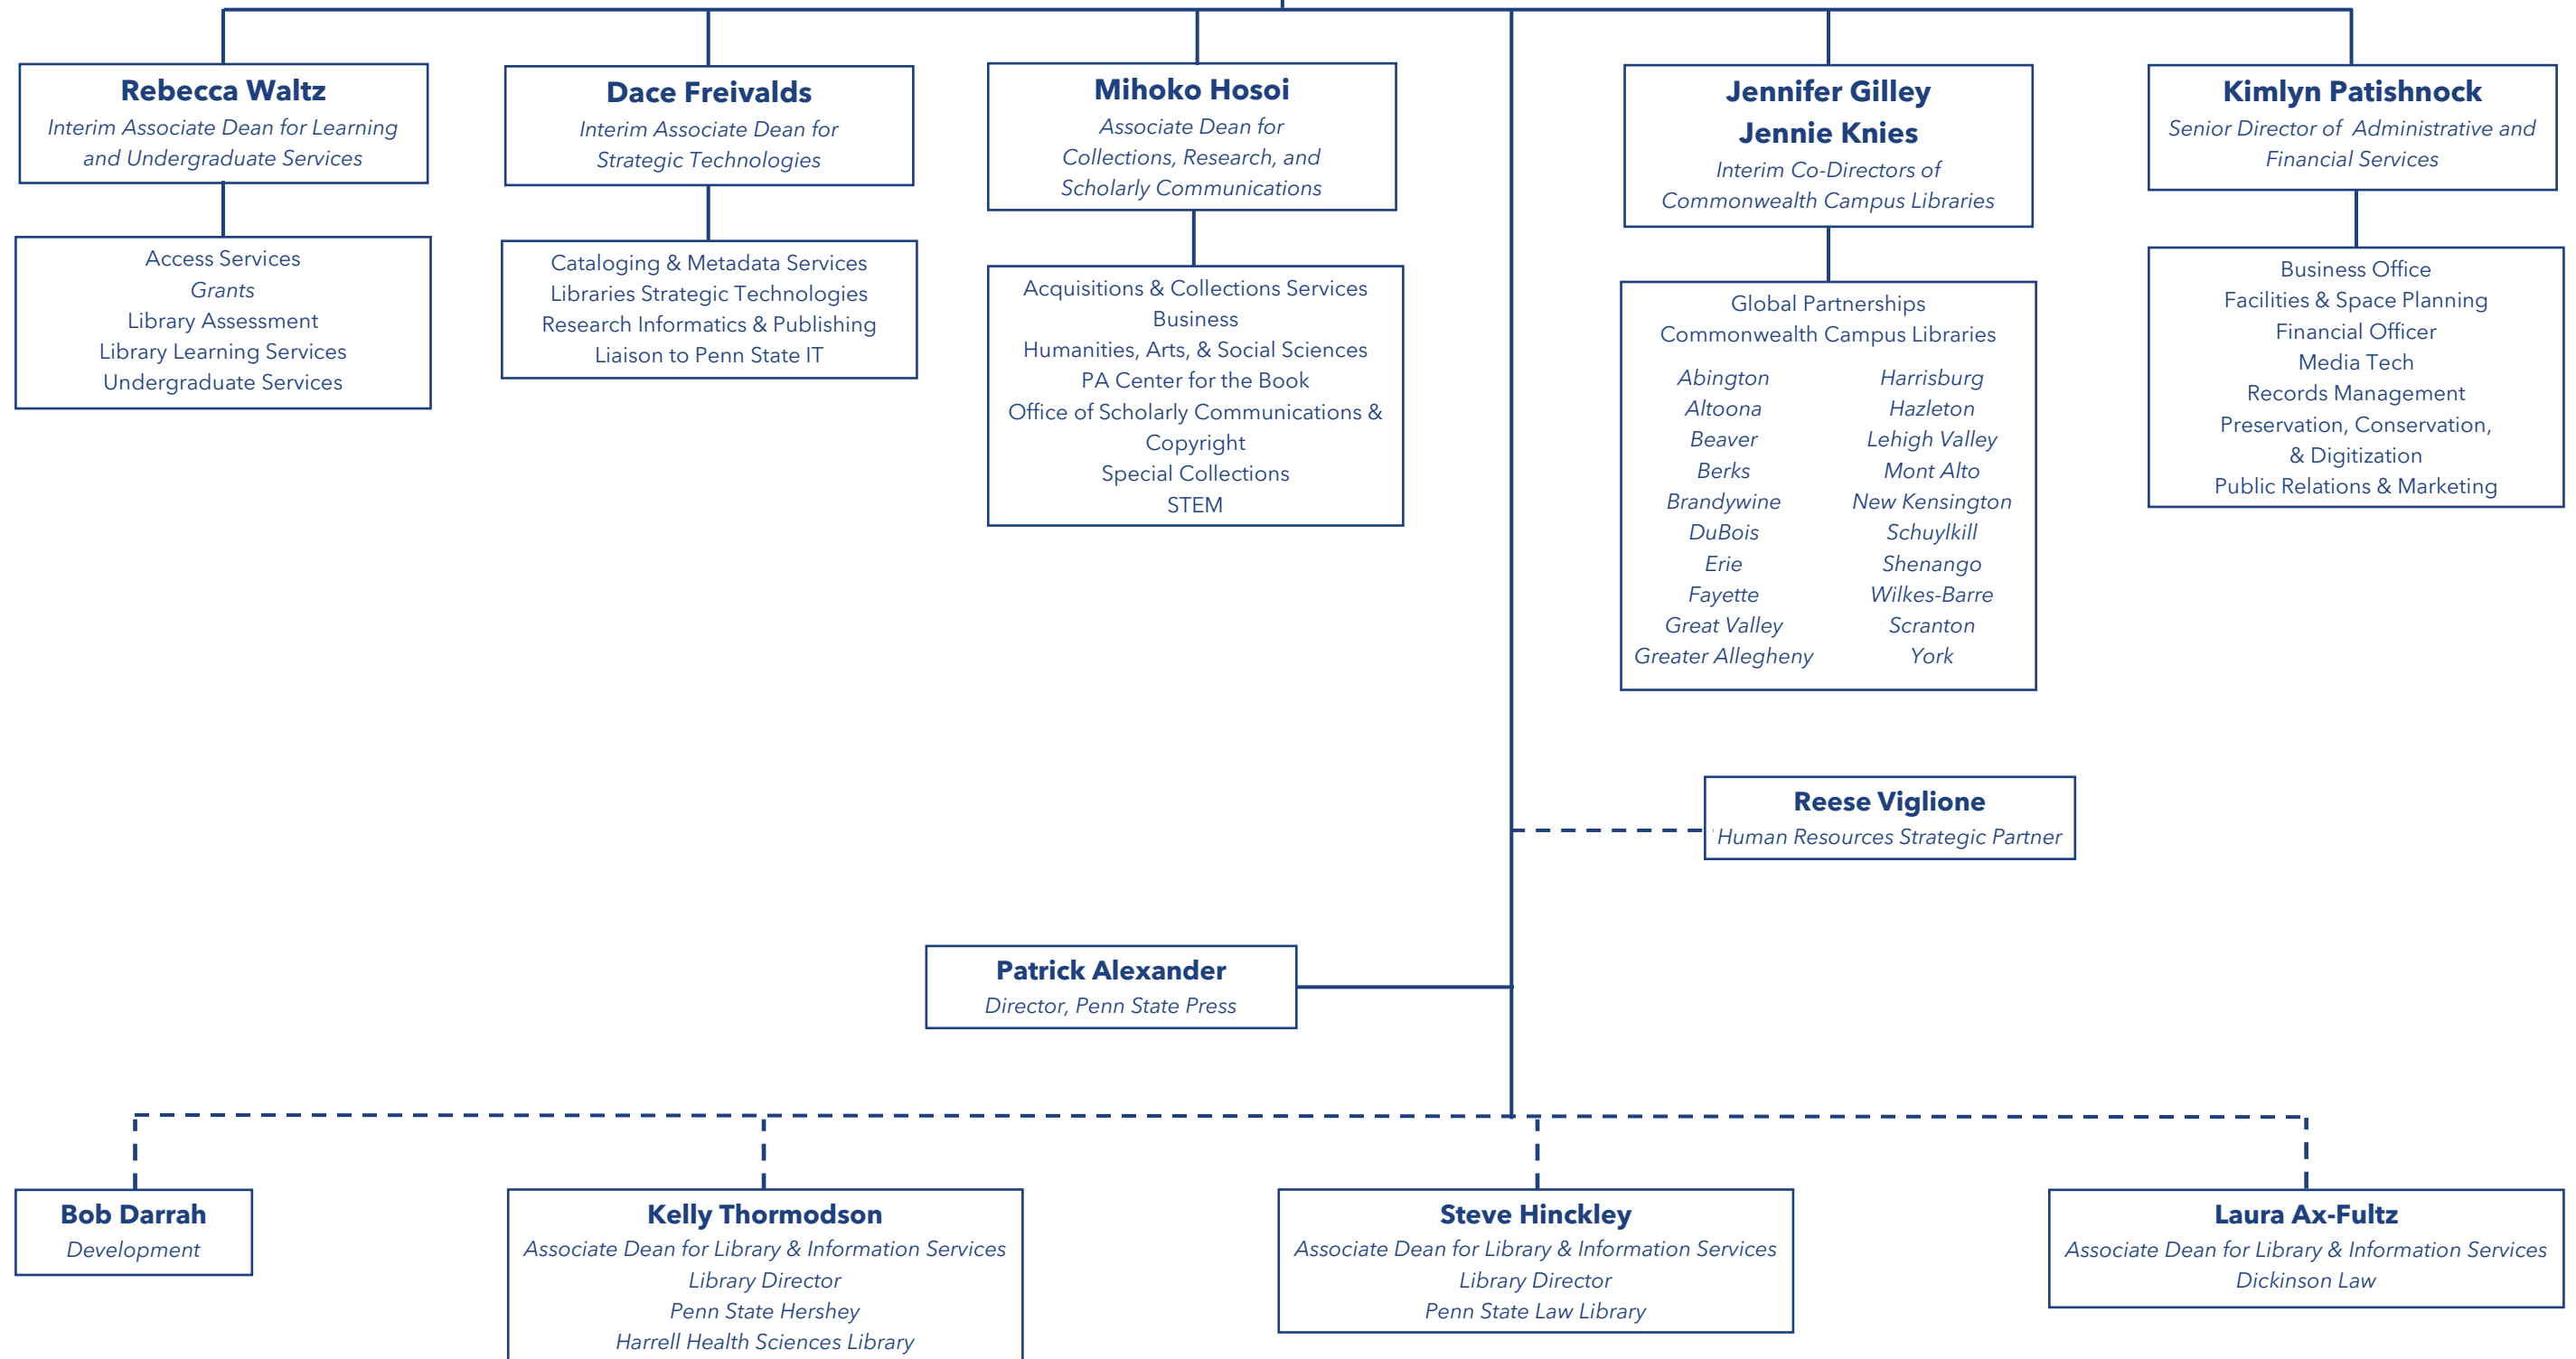 Rebecca Waltz
Interim Associate Dean for Learning
and Undergraduate Services
Access Services
Grants
Library Assessment
Library Learning Services
Undergraduate Services
Dace Freivalds
Interim Associate Dean for
Strategic Technologies
Cataloging & Metadata Services
Libraries Strategic Technologies
Research Informatics & Publishing
Liaison to Penn State IT
Mihoko Hosoi
Associate Dean for
Collections, Research, and
Scholarly Communications
Acquisitions & Collections Services
Business
Humanities, Arts, & Social Sciences
PA Center for the Book
Office of Scholarly Communications &
Copyright
Special Collections
STEM
Jennifer Gilley
Jennie Knies
Interim Co-Directors of
Commonwealth Campus Libraries
Global Partnerships
Commonwealth Campus Libraries
Abington
Altoona
Beaver
Berks
Brandywine
DuBois
Erie
Fayette
Great Valley
Greater Allegheny
Harrisburg
Hazleton
Lehigh Valley
Mont Alto
New Kensington
Schuylkill
Shenango
Wilkes-Barre
Scranton
York
Kimlyn Patishnock
Senior Director of Administrative and
Financial Services
Business Office
Facilities & Space Planning
Financial Officer
Media Tech
Records Management
Preservation, Conservation,
& Digitization
Public Relations & Marketing
Reese Viglione
Human Resources Strategic Partner
Patrick Alexander
Director, Penn State Press
Bob Darrah
Development
Kelly Thormodson
Associate Dean for Library & Information Services
Library Director
Penn State Hershey
Harrell Health Sciences Library
Steve Hinckley
Associate Dean for Library & Information Services
Library Director
Penn State Law Library
Laura Ax-Fultz
Associate Dean for Library & Information Services
Dickinson Law